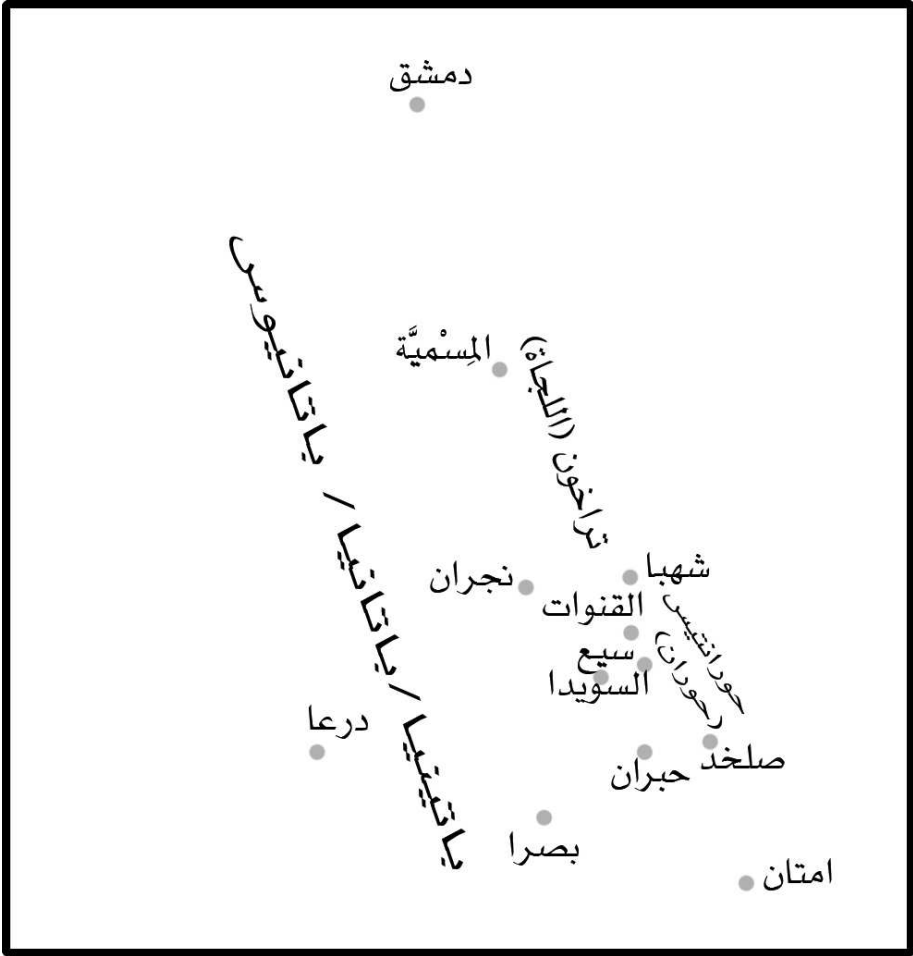 دمشق
المِسْميَّة
تراخون (اللجاة)
باتينيا/باتانيا / باتانيوس
شهبا
نجران
القنوات
حورانتيس
(حوران)
سيع
السويدا
درعا
صلخد
حبران
بصرا
امتان